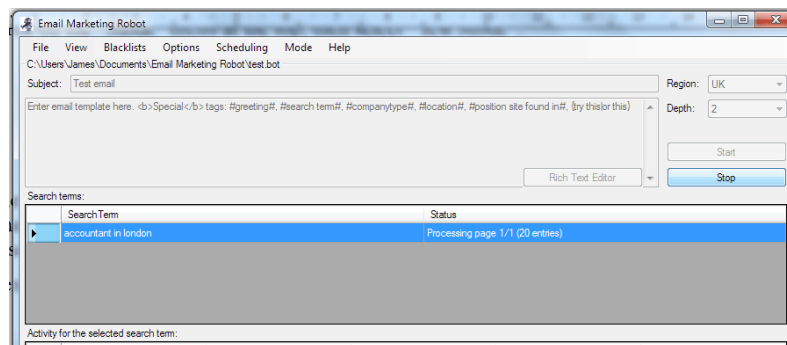 Email Marketing Robot
File View Blacklists Options Scheduling Mode Help
C:\Users\James\Documents\Email Marketing Robot\test.bot
Subject: Test email
Region: UK
Enter email template here. <b>Special</b> tags: #greeting#, #search term#, #companytype#, #location#, #position site found in#, {try this|or this}
Depth: 2
Start
Rich Text Editor
Stop
Search terms:
SearchTerm Status
accountant in london Processing page 1/1 (20 entries)
Activity for the selected search term: